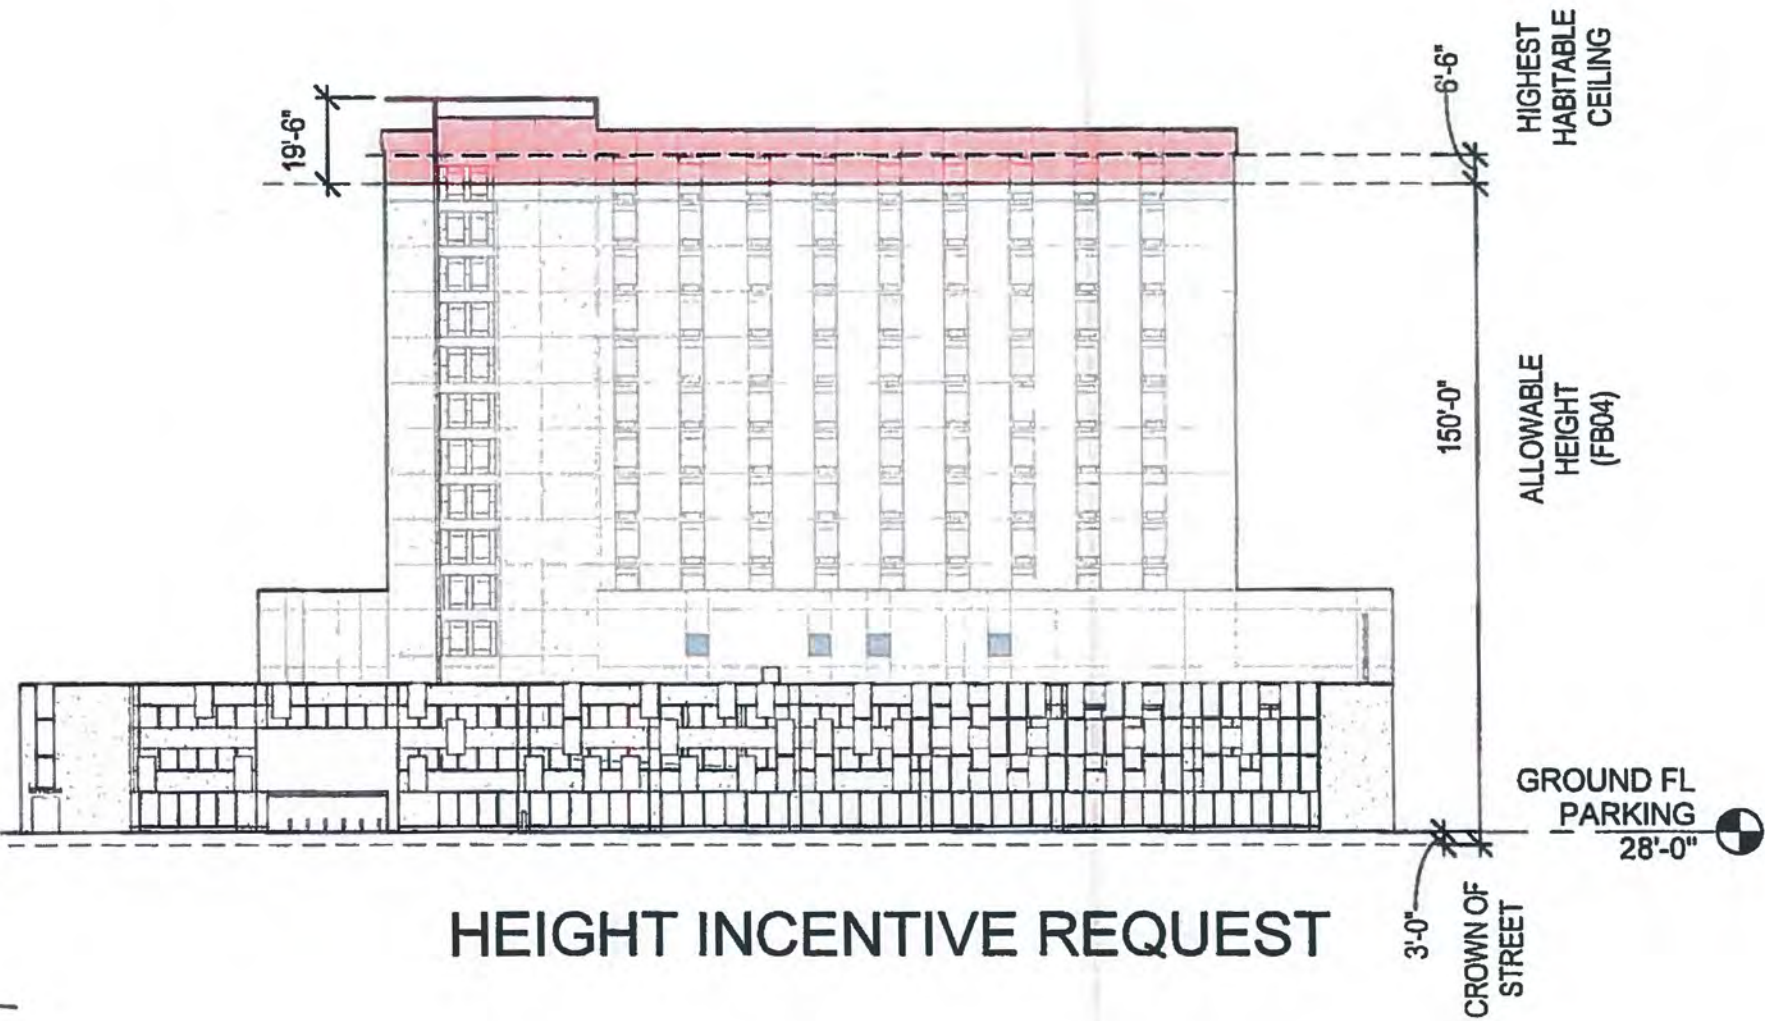 19'-6"
6'-6"
HIGHEST
HABITABLE
CEILING
150'-0"
ALLOWABLE
HEIGHT
(FB04)
GROUND FL
PARKING
28'-0"
3'-0"
CROWN OF
STREET
HEIGHT INCENTIVE REQUEST